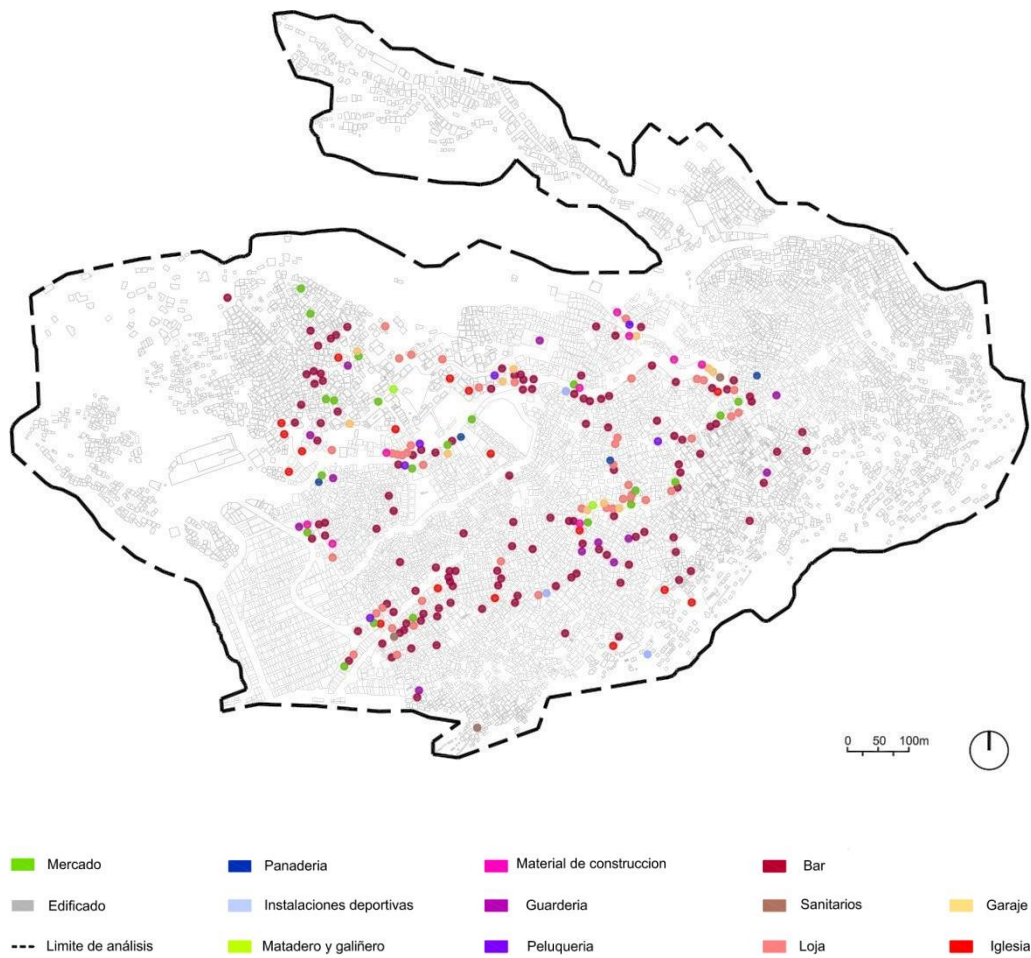 0 50 100m
Mercado Panaderia Material de construccion Bar
Edificado Instalaciones deportivas Guarderia Sanitarios Garaje
Limite de análisis Matadero y galiñero Peluqueria Loja Iglesia